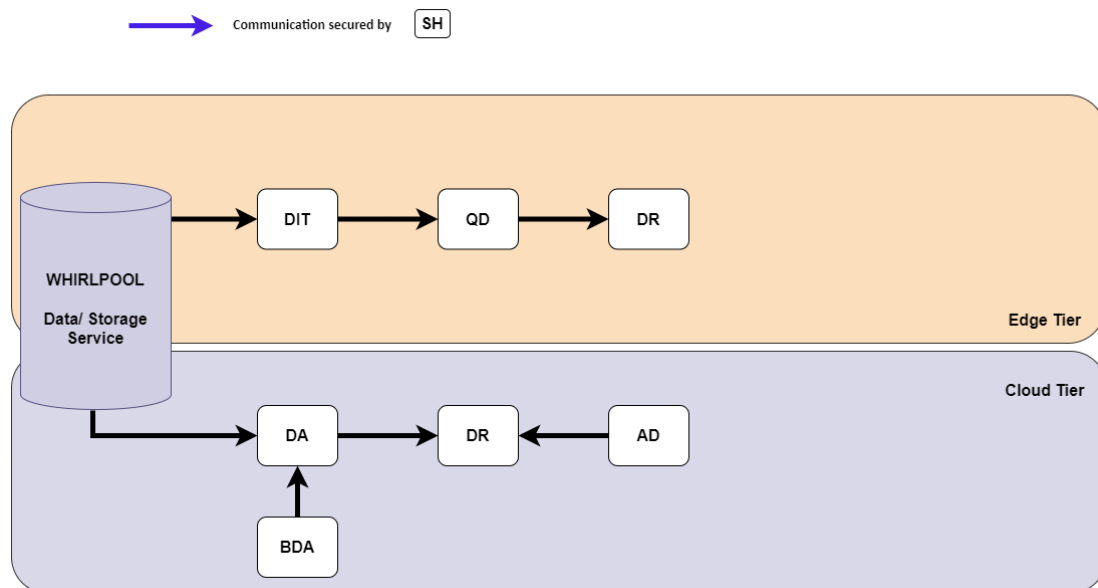 Communication secured by SH
DIT QD DR
WHIRLPOOL
Data/ Storage
Service
Edge Tier
Cloud Tier
DA DR AD
BDA